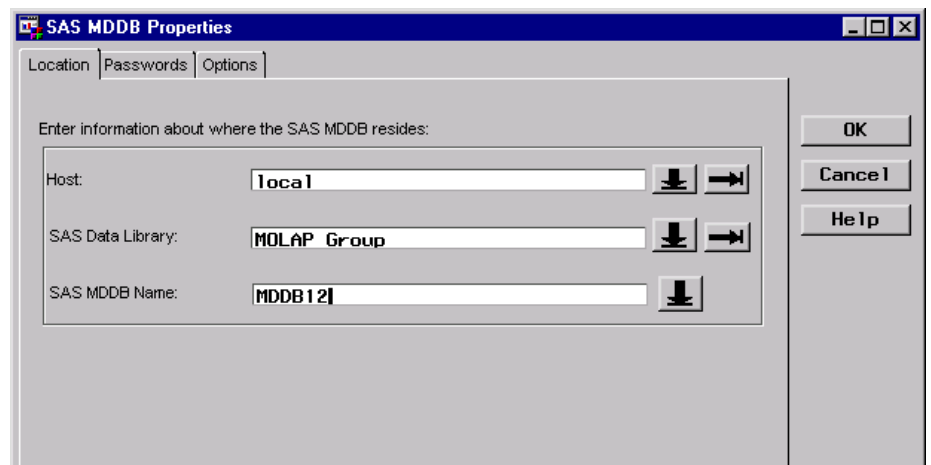 SAS MDDB Properties
Location Passwords Options
Enter information about where the SAS MDDB resides:
Host: local
SAS Data Library: MOLAP Group
SAS MDDB Name: MDDB12
OK
Cancel
Help